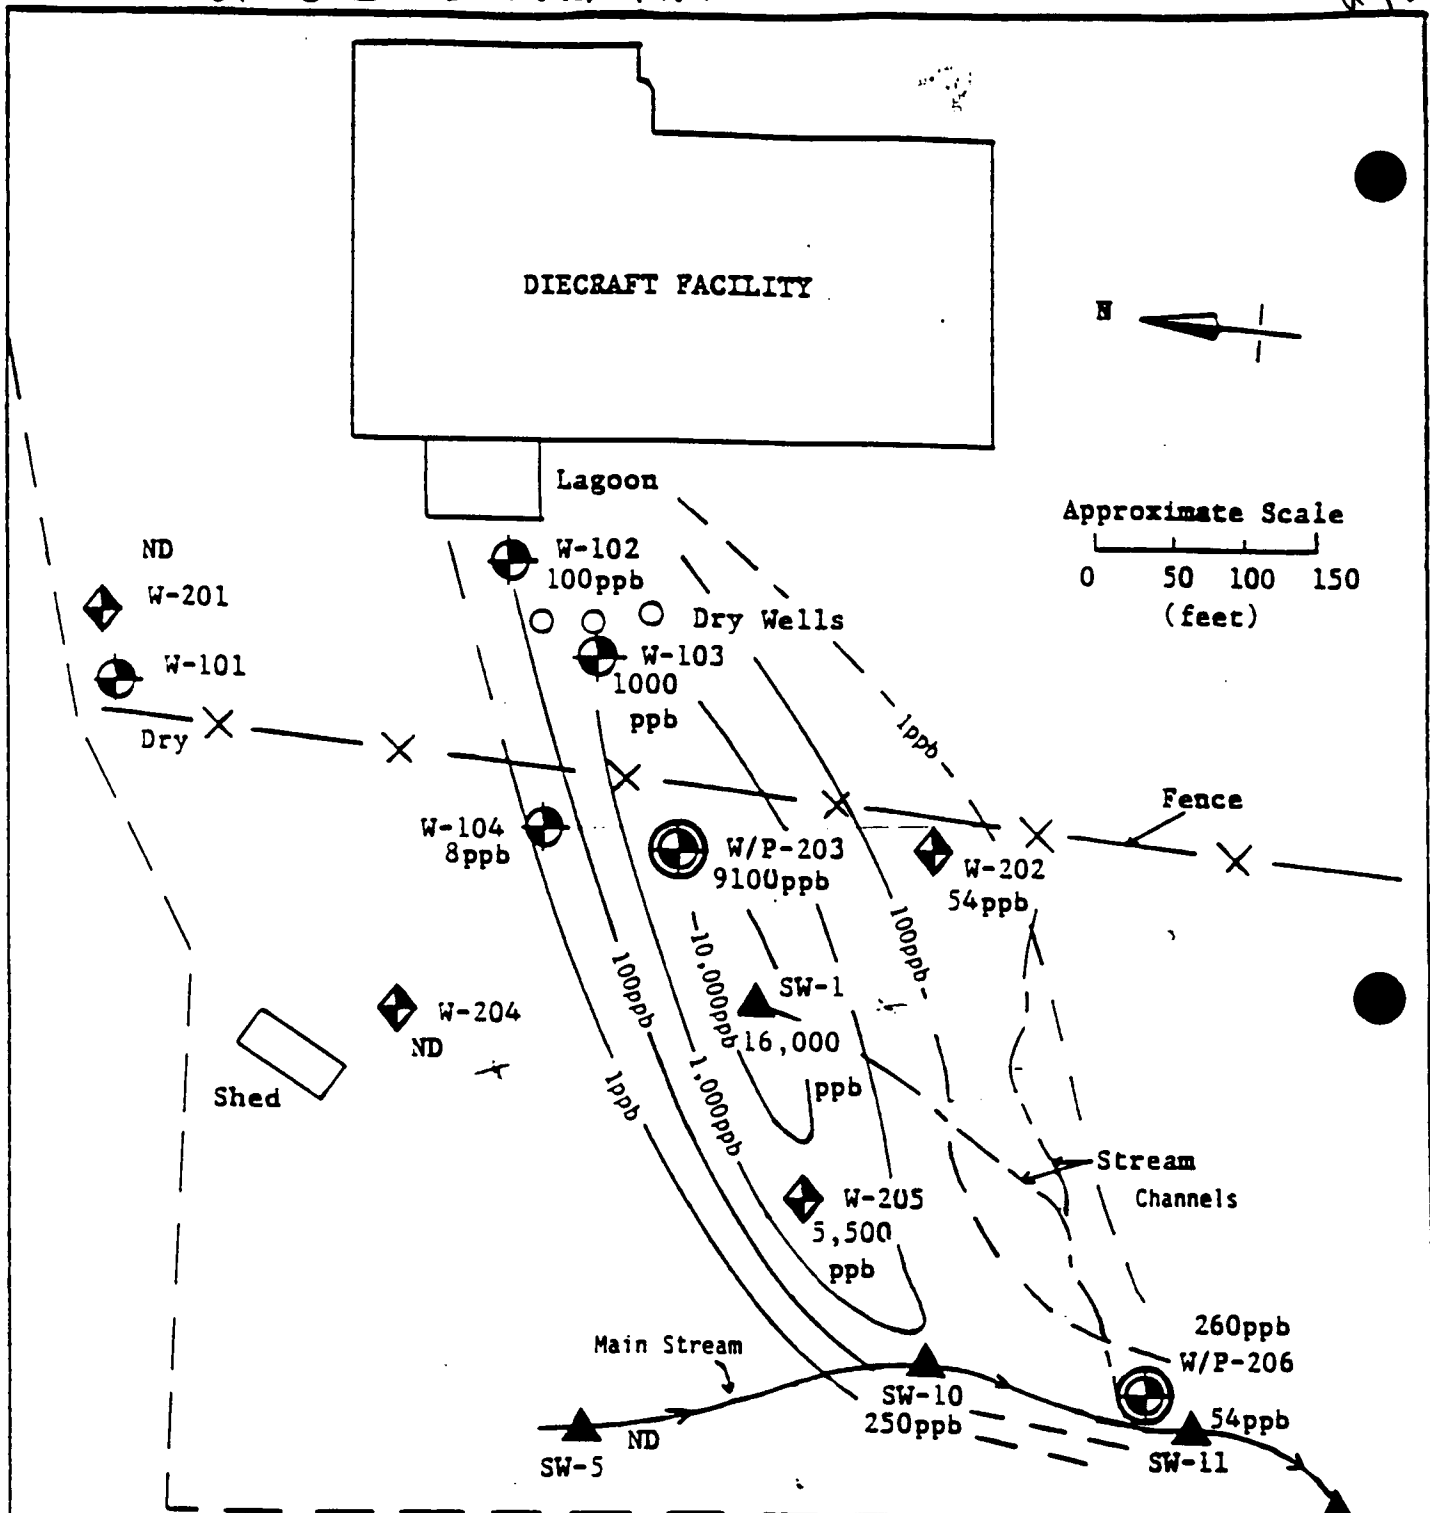 DIECRAFT FACILITY
N
Lagoon
Approximate Scale
0 50 100 150
(feet)
ND
W-201
W-101
Dry
W-102
100ppb
Dry Wells
W-103
1000
ppb
1ppb
Fence
W-104
8ppb
W/P-203
9100ppb
W-202
54ppb
100ppb
100ppb
10,000ppb
SW-1
16,000
ppb
W-204
ND
Shed
1ppb
1,000ppb
Stream
Channels
W-205
5,500
ppb
260ppb
W/P-206
Main Stream
SW-10
250ppb
54ppb
SW-11
ND
SW-5